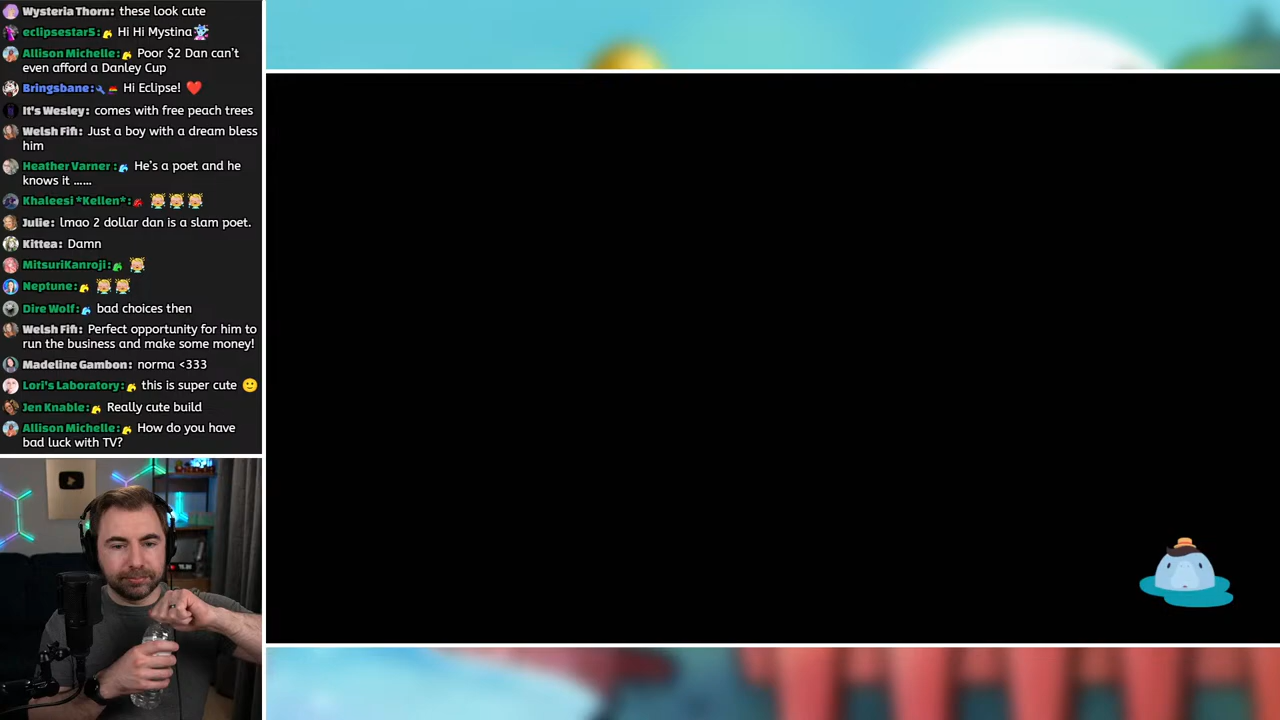 Wysteria Thorn: these look cute
eclipsestar5: Hi Hi Mystina
Allison Michelle: Poor $2 Dan can't
even afford a Danley Cup
Bringsbane: Hi Eclipse!
It's Wesley: comes with free peach trees
Welsh Fifi: Just a boy with a dream bless
him
Heather Varner: He's a poet and he
knows it ......
Khaleesi *Kellen*:
Julie: lmao 2 dollar dan is a slam poet.
Kittea: Damn
MitsuriKanroji:
Neptune:
Dire Wolf: bad choices then
Welsh Fifi: Perfect opportunity for him to
run the business and make some money!
Madeline Gambon: norma <333
Lori's Laboratory: this is super cute
Jen Knable: Really cute build
Allison Michelle: How do you have
bad luck with TV?